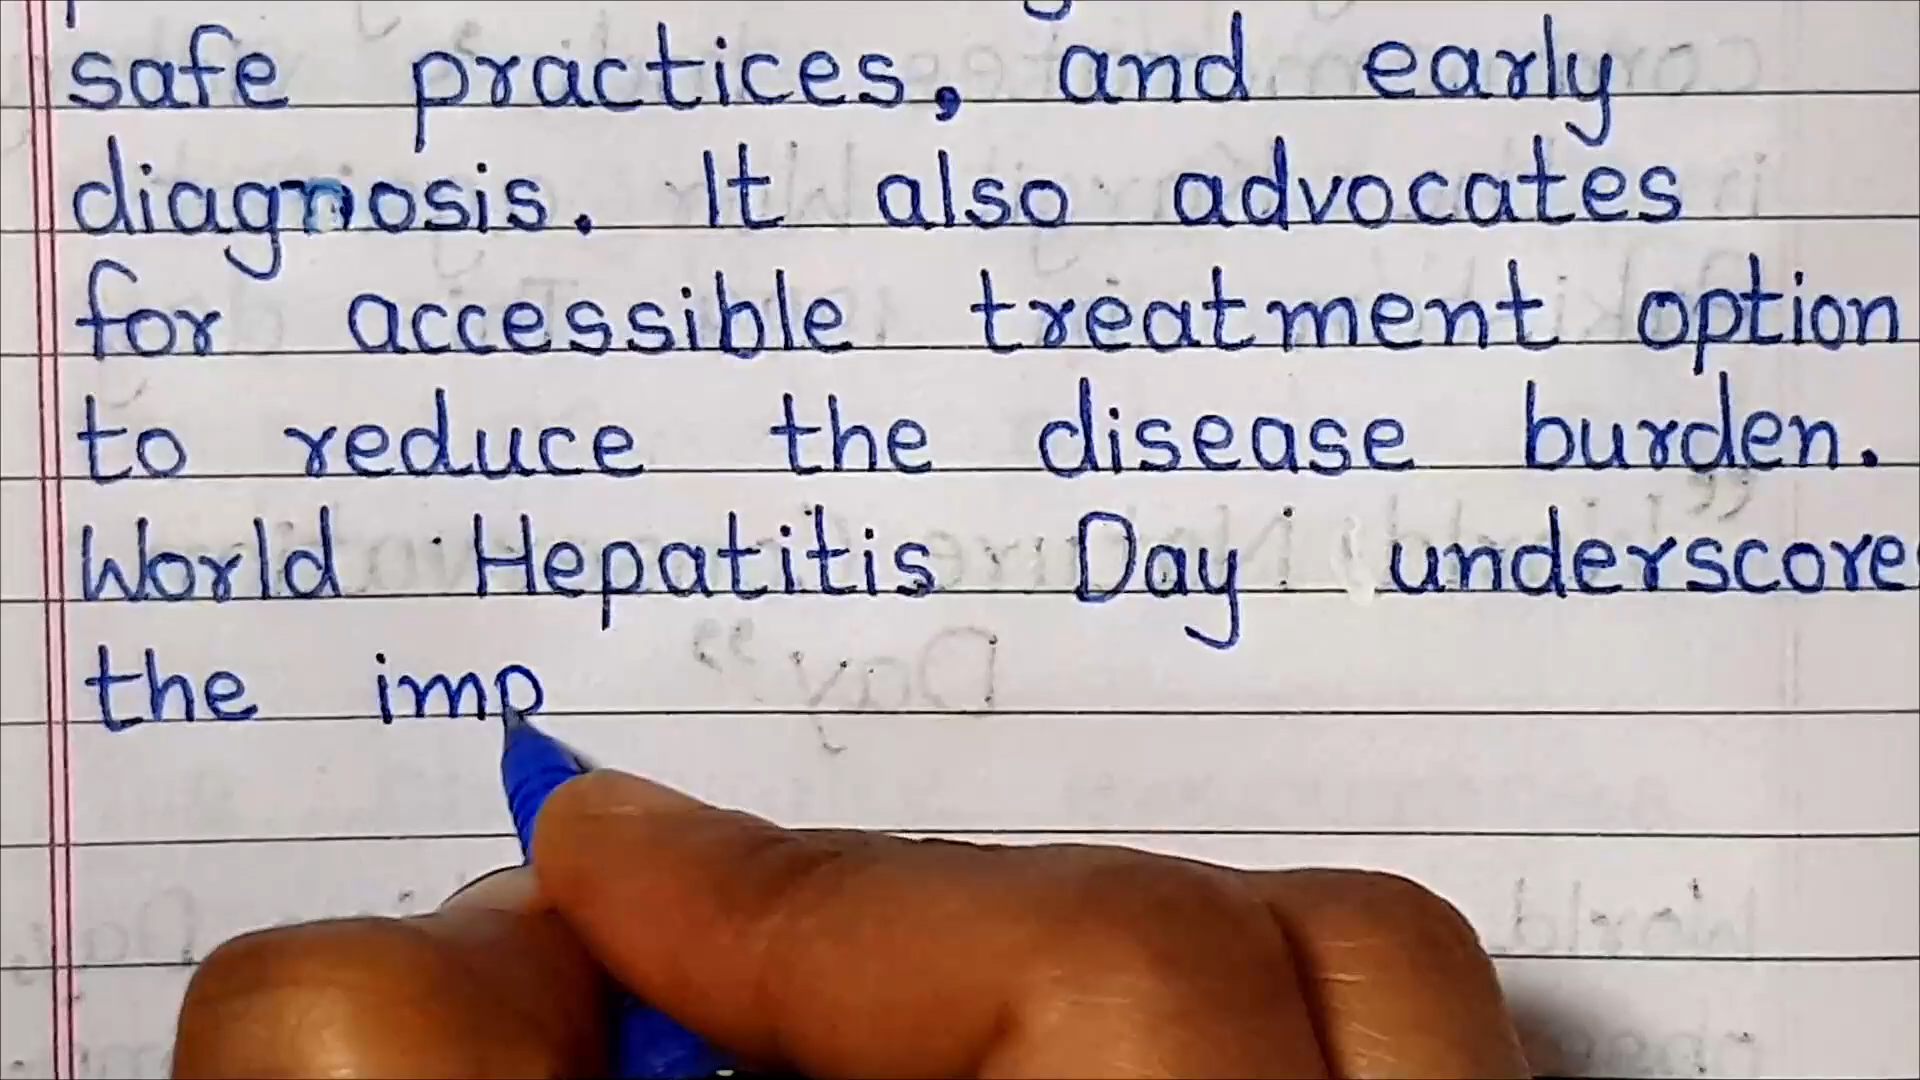 safe practices, and early
diagnosis. It also advocates
for accessible treatment option
to reduce the disease burden.
World Hepatitis Day underscore
the imp